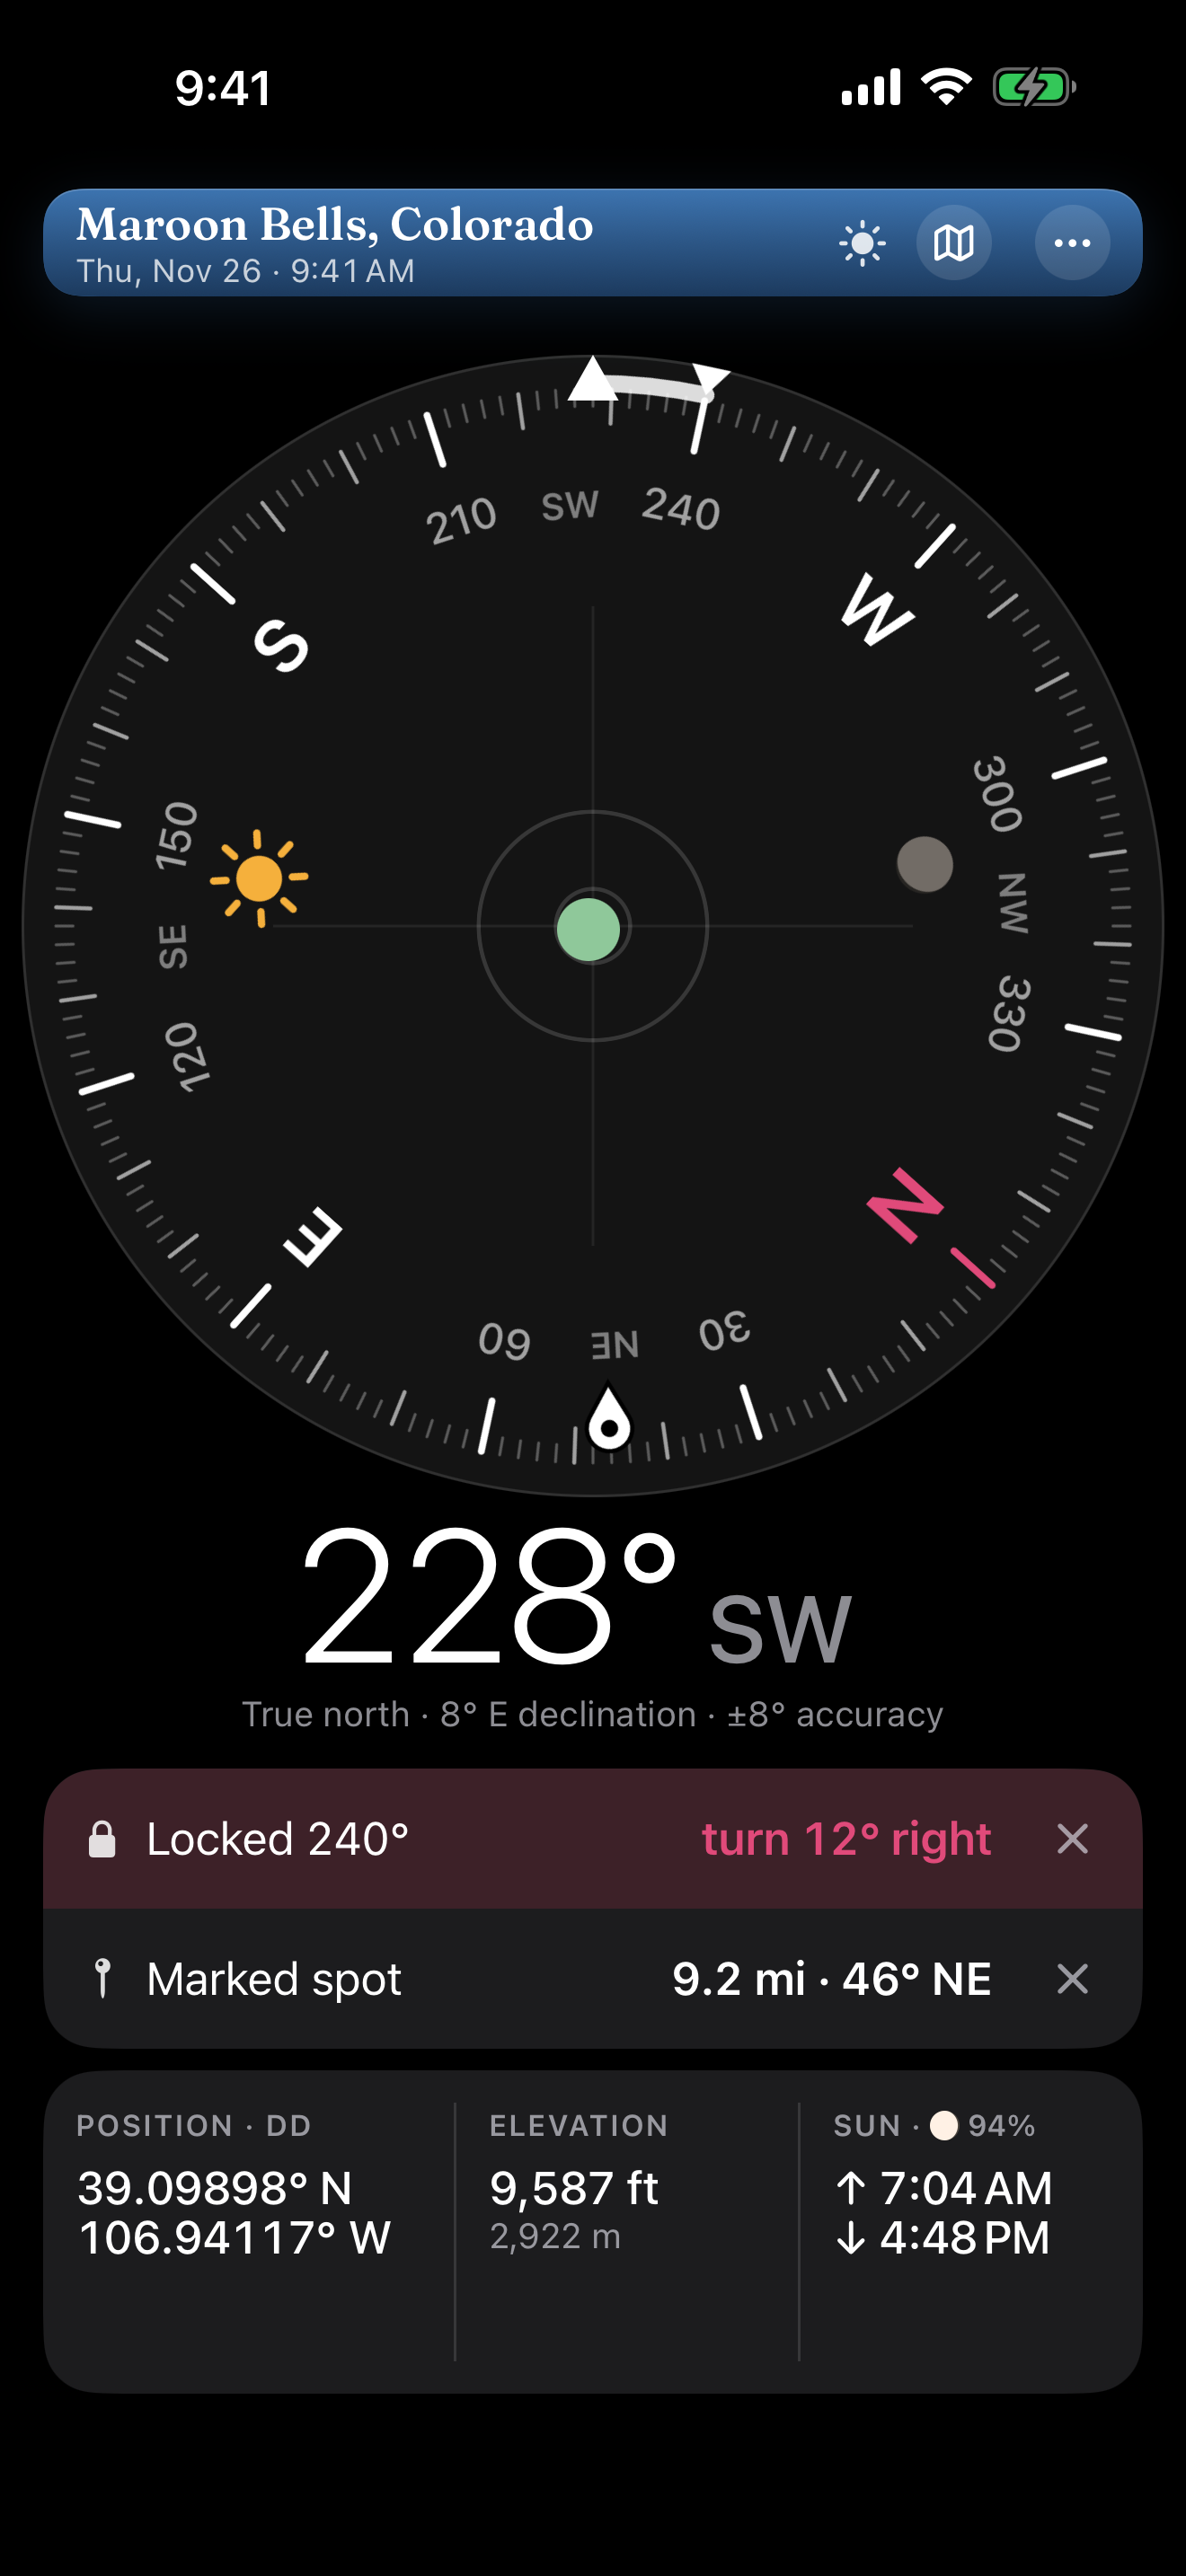 9:41
Maroon Bells, Colorado
Thu, Nov 26 · 9:41 AM
210
SW
240
S
W
150
300
SE
NW
120
330
E
N
60
NE
30
228° SW
True north · 8° E declination · ±8° accuracy
Locked 240°
turn 12° right
Marked spot
9.2 mi · 46° NE
POSITION · DD
39.09898° N
106.94117° W
ELEVATION
9,587 ft
2,922 m
SUN · 94%
↑ 7:04 AM
↓ 4:48 PM